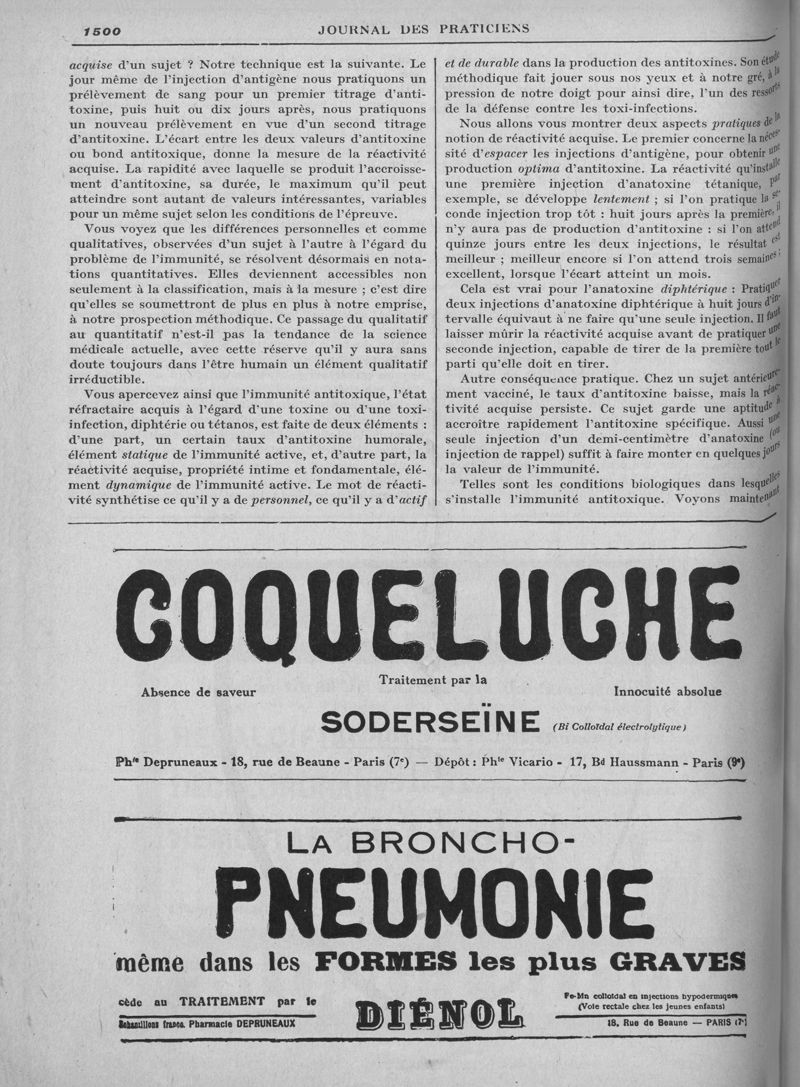 1500
JOURNAL DES PRATICIENS
acquise d'un sujet ? Notre technique est la suivante. Le
jour même de l'injection d'antigène nous pratiquons un
prélèvement de sang pour un premier titrage d'anti-
toxine, puis huit ou dix jours après, nous pratiquons
un nouveau prélèvement en vue d'un second titrage
d'antitoxine. L'écart entre les deux valeurs d'antitoxine
ou bond antitoxique, donne la mesure de la réactivité
acquise. La rapidité avec laquelle se produit l'accroisse-
ment d'antitoxine, sa durée, le maximum qu'il peut
atteindre sont autant de valeurs intéressantes, variables
pour un même sujet selon les conditions de l'épreuve.
Vous voyez que les différences personnelles et comme
qualitatives, observées d'un sujet à l'autre à l'égard du
problème de l'immunité, se résolvent désormais en nota-
tions quantitatives. Elles deviennent accessibles non
seulement à la classification, mais à la mesure ; c'est dire
qu'elles se soumettront de plus en plus à notre emprise,
à notre prospection méthodique. Ce passage du qualitatif
au quantitatif n'est-il pas la tendance de la science
médicale actuelle, avec cette réserve qu'il y aura sans
doute toujours dans l'être humain un élément qualitatif
irréductible.
Vous apercevez ainsi que l'immunité antitoxique, l'état
réfractaire acquis à l'égard d'une toxine ou d'une toxi-
infection, diphtérie ou tétanos, est faite de deux éléments :
d'une part, un certain taux d'antitoxine humorale,
élément statique de l'immunité active, et, d'autre part, la
réactivité acquise, propriété intime et fondamentale, élé-
ment dynamique de l'immunité active. Le mot de réacti-
vité synthétise ce qu'il y a de personnel, ce qu'il y a d'actif
et de durable dans la production des antitoxines. Son étude
méthodique fait jouer sous nos yeux et à notre gré, à la
pression de notre doigt pour ainsi dire, l'un des ressorts
de la défense contre les toxi-infections.
Nous allons vous montrer deux aspects pratiques de la
notion de réactivité acquise. Le premier concerne la néces-
sité d'espacer les injections d'antigène, pour obtenir une
production optima d'antitoxine. La réactivité qu'installe
une première injection d'anatoxine tétanique, par
exemple, se développe lentement ; si l'on pratique la se-
conde injection trop tôt : huit jours après la première, il
n'y aura pas de production d'antitoxine : si l'on attend
quinze jours entre les deux injections, le résultat est
meilleur ; meilleur encore si l'on attend trois semaines ;
excellent, lorsque l'écart atteint un mois.
Cela est vrai pour l'anatoxine diphtérique : Pratiquer
deux injections d'anatoxine diphtérique à huit jours d'in-
tervalle équivaut à ne faire qu'une seule injection. Il faut
laisser mûrir la réactivité acquise avant de pratiquer une
seconde injection, capable de tirer de la première tout le
parti qu'elle doit en tirer.
Autre conséquence pratique. Chez un sujet antérieure-
ment vacciné, le taux d'antitoxine baisse, mais la réac-
tivité acquise persiste. Ce sujet garde une aptitude à
accroître rapidement l'antitoxine spécifique. Aussi une
seule injection d'un demi-centimètre d'anatoxine (ou
injection de rappel) suffit à faire monter en quelques jours
la valeur de l'immunité.
Telles sont les conditions biologiques dans lesquelles
s'installe l'immunité antitoxique. Voyons maintenant
COQUELUCHE
Traitement par la
Absence de saveur
Innocuité absolue
SODERSEÏNE (Bi Colloïdal électrolytique)
Phie Depruneaux - 18, rue de Beaune - Paris (7e) — Dépôt : Phie Vicario - 17, Bd Haussmann - Paris (9e)
LA BRONCHO-
PNEUMONIE
même dans les FORMES les plus GRAVES
cède au TRAITEMENT par le
DIÉNOL
Fe-Mn colloïdal en injections hypodermiques
(Voie rectale chez les jeunes enfants)
Echantillons franco. Pharmacie DEPRUNEAUX
18, Rue de Beaune — PARIS (7e)